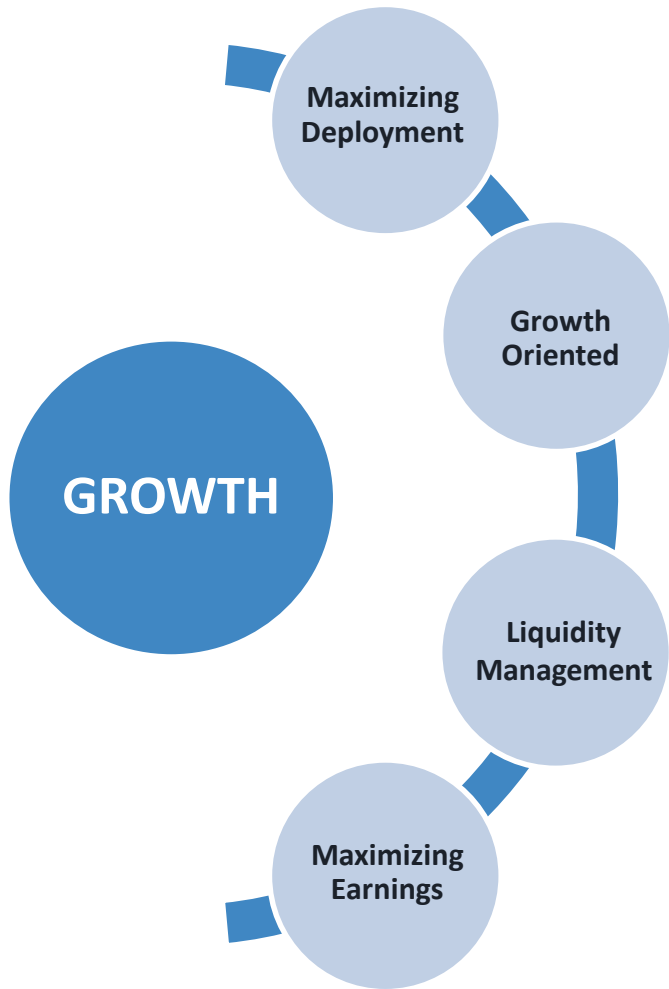 Maximizing
Deployment
Growth
Oriented
GROWTH
Liquidity
Management
Maximizing
Earnings